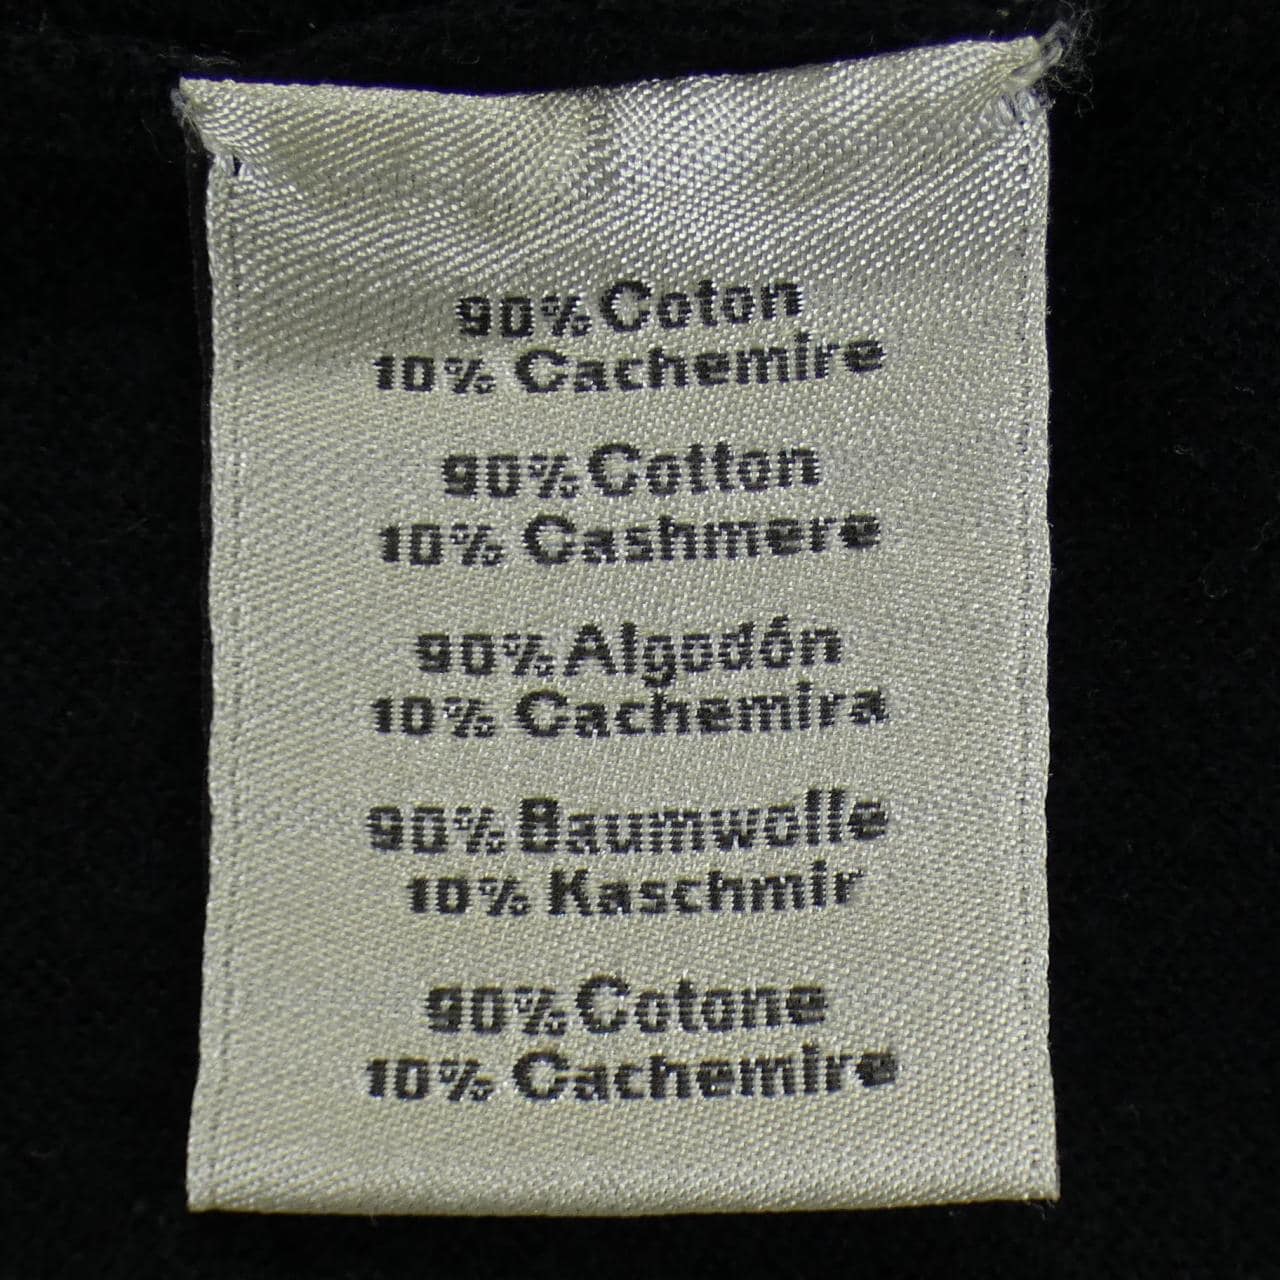 90% Coton
10% Cachemire
90% Cotton
10% Cashmere
90% Algodón
10% Cachemira
90% Baumwolle
10% Kaschmir
90% Cotone
10% Cachemire